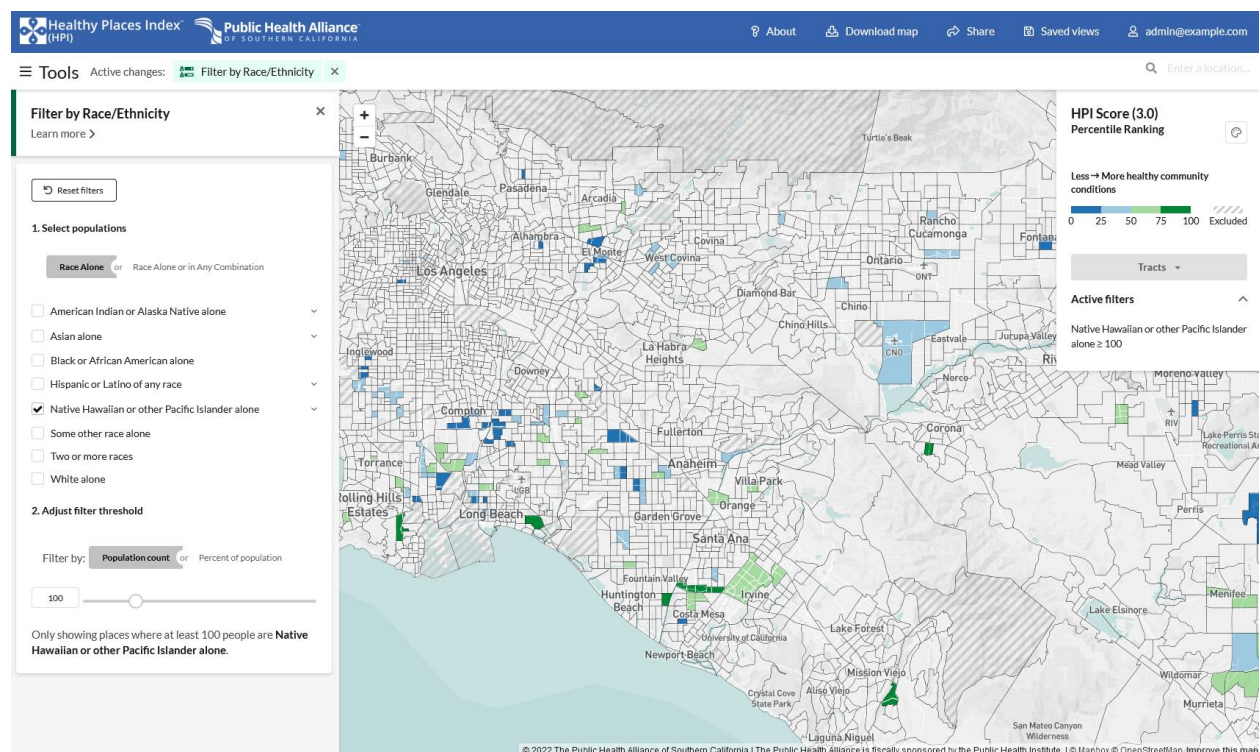 Healthy Places Index
(HPI)
Public Health Alliance
OF SOUTHERN CALIFORNIA
About
Download map
Share
Saved views
admin@example.com
Tools
Active changes:
Filter by Race/Ethnicity
Enter a location...
Filter by Race/Ethnicity
Learn more
Reset filters
1. Select populations
Race Alone or Race Alone or in Any Combination
American Indian or Alaska Native alone
Asian alone
Black or African American alone
Hispanic or Latino of any race
Native Hawaiian or other Pacific Islander alone
Some other race alone
Two or more races
White alone
2. Adjust filter threshold
Filter by: Population count or Percent of population
100
Only showing places where at least 100 people are Native
Hawaiian or other Pacific Islander alone.
+
−
Turtle's Beak
Burbank
Glendale
Pasadena
Arcadia
Rancho
Cucamonga
Fontana
Alhambra
El Monte
West Covina
Covina
Ontario
ONT
Los Angeles
Diamond Bar
Chino
Chino Hills
Inglewood
La Habra
Heights
CNO
Eastvale
Jurupa Valley
Downey
Norco
Moreno Valley
Compton
Fullerton
Corona
RIV
Lake Perris
Recreational
Torrance
Anaheim
Mead Valley
Villa Park
LGB
Rolling Hills
Estates
Long Beach
Garden Grove
Orange
Perris
Santa Ana
Fountain Valley
Huntington
Beach
Irvine
Menifee
Costa Mesa
Lake Elsinore
University of California
Lake Forest
Newport Beach
Mission Viejo
Wildomar
Crystal Cove
State Park
Aliso Viejo
Murrieta
San Mateo Canyon
Wilderness
Laguna Niguel
HPI Score (3.0)
Percentile Ranking
Less → More healthy community
conditions
0 25 50 75 100 Excluded
Tracts
Active filters
Native Hawaiian or other Pacific Islander
alone ≥ 100
© 2022 The Public Health Alliance of Southern California | The Public Health Alliance is fiscally sponsored by the Public Health Institute. | © Mapbox © OpenStreetMap Improve this map